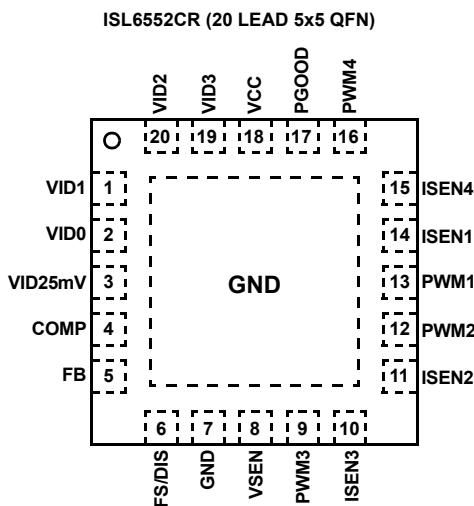 ISL6552CR (20 LEAD 5x5 QFN)
VID2 VID3 VCC PGOOD PWM4
20 19 18 17 16
VID1 1 15 ISEN4
VID0 2 14 ISEN1
VID25mV 3 GND 13 PWM1
COMP 4 12 PWM2
FB 5 11 ISEN2
6 7 8 9 10
FS/DIS GND VSEN PWM3 ISEN3